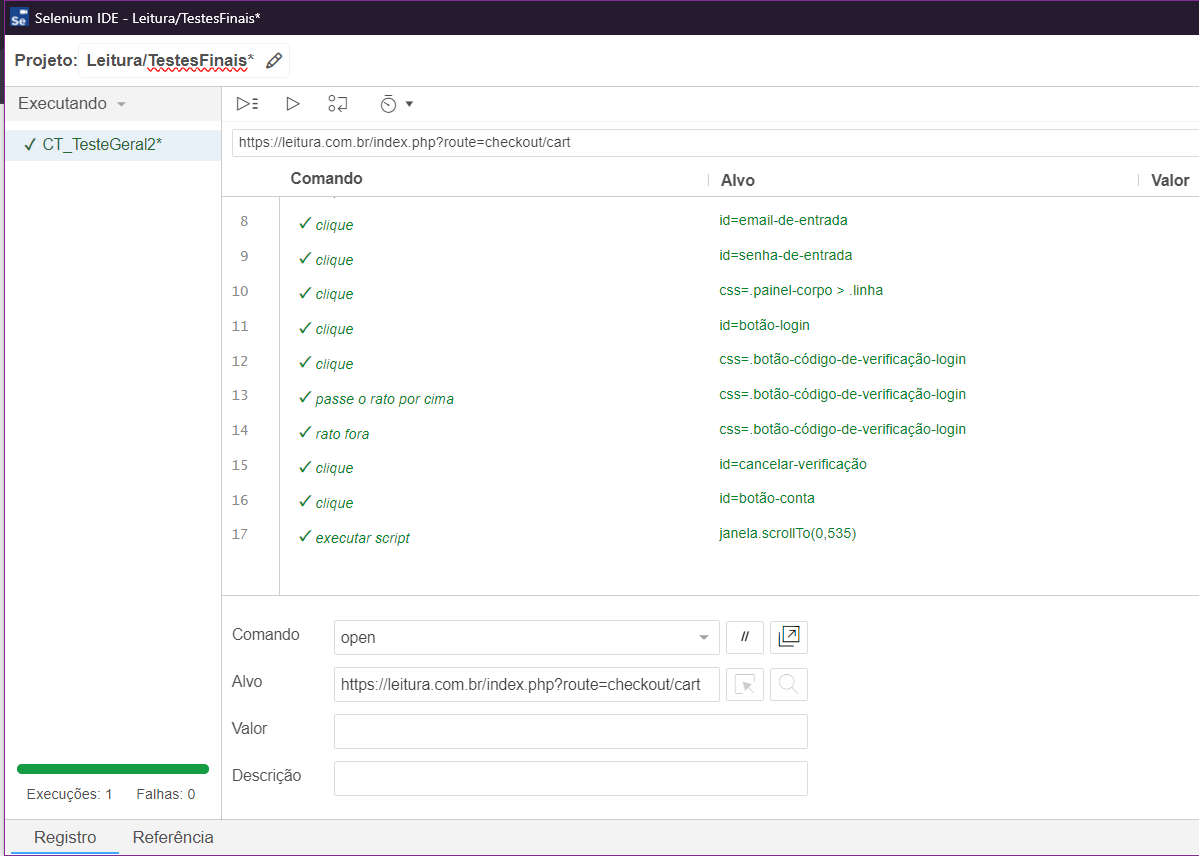 Selenium IDE - Leitura/TestesFinais*
Projeto: Leitura/TestesFinais*
Executando
✓ CT_TesteGeral2*
https://leitura.com.br/index.php?route=checkout/cart
Comando Alvo Valor
8 ✓ clique id=email-de-entrada
9 ✓ clique id=senha-de-entrada
10 ✓ clique css=.painel-corpo > .linha
11 ✓ clique id=botão-login
12 ✓ clique css=.botão-código-de-verificação-login
13 ✓ passe o rato por cima css=.botão-código-de-verificação-login
14 ✓ rato fora css=.botão-código-de-verificação-login
15 ✓ clique id=cancelar-verificação
16 ✓ clique id=botão-conta
17 ✓ executar script janela.scrollTo(0,535)
Comando open //
Alvo https://leitura.com.br/index.php?route=checkout/cart
Valor
Descrição
Execuções: 1 Falhas: 0
Registro Referência